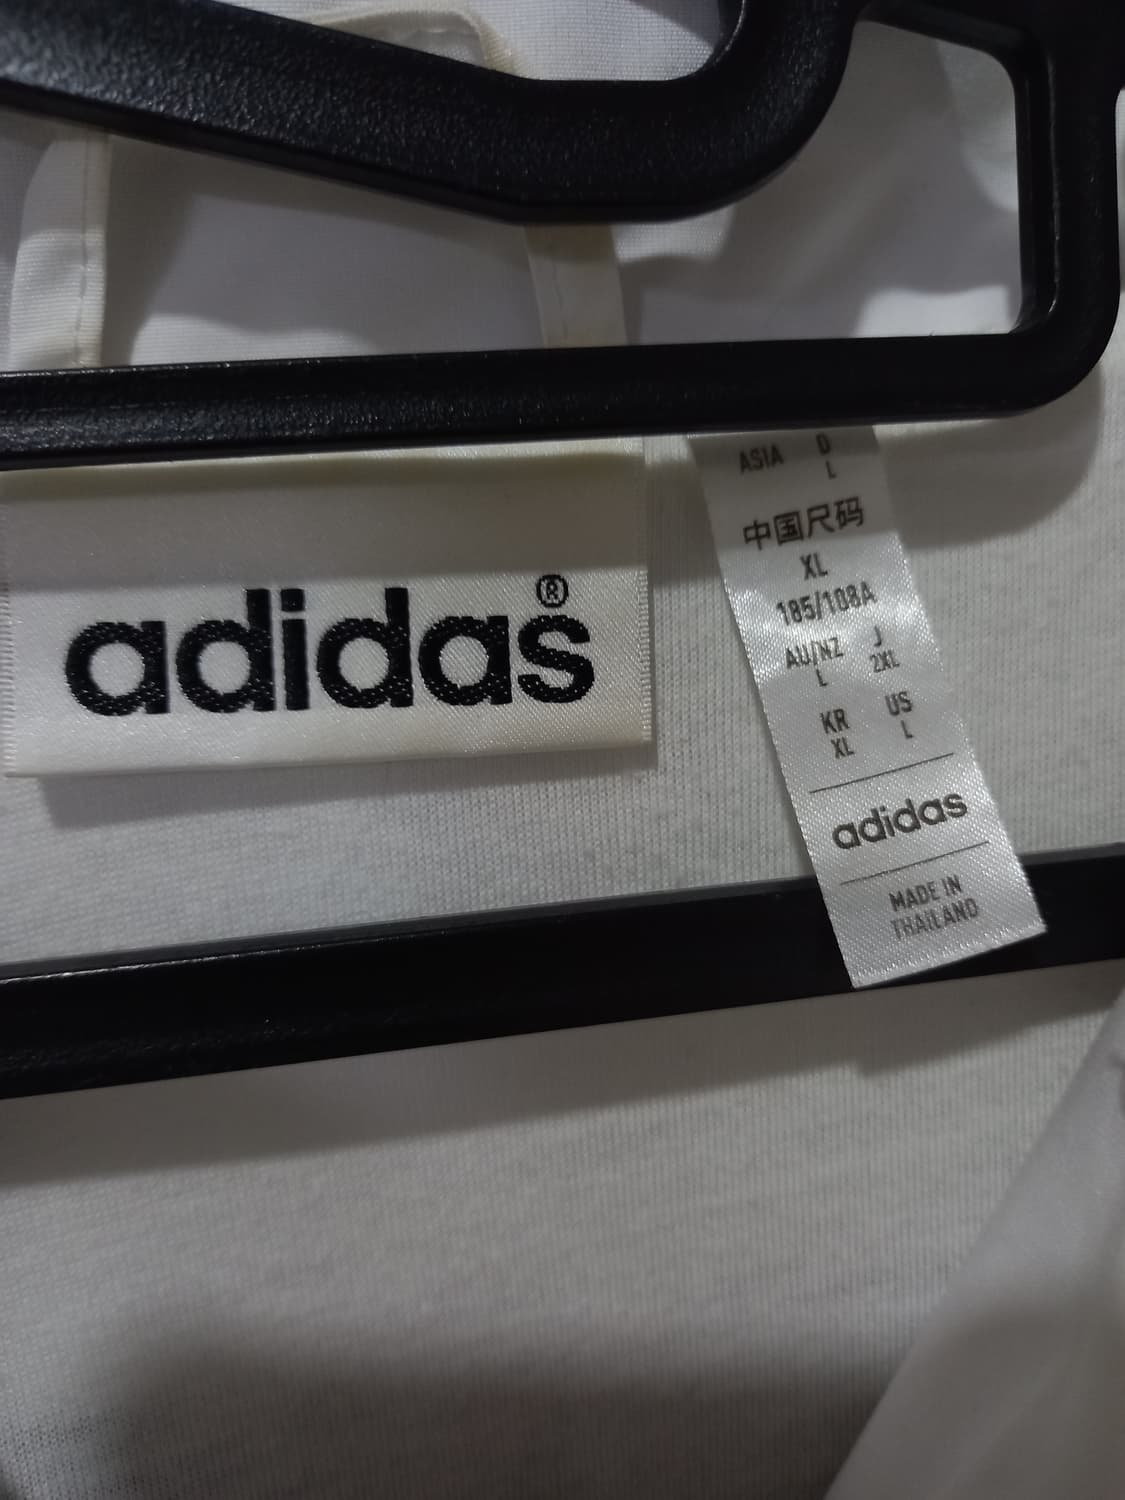 adidas®
ASIA D
L
中国尺码
XL
185/108A
AU/NZ J
L 2XL
KR US
XL L
adidas
MADE IN
THAILAND